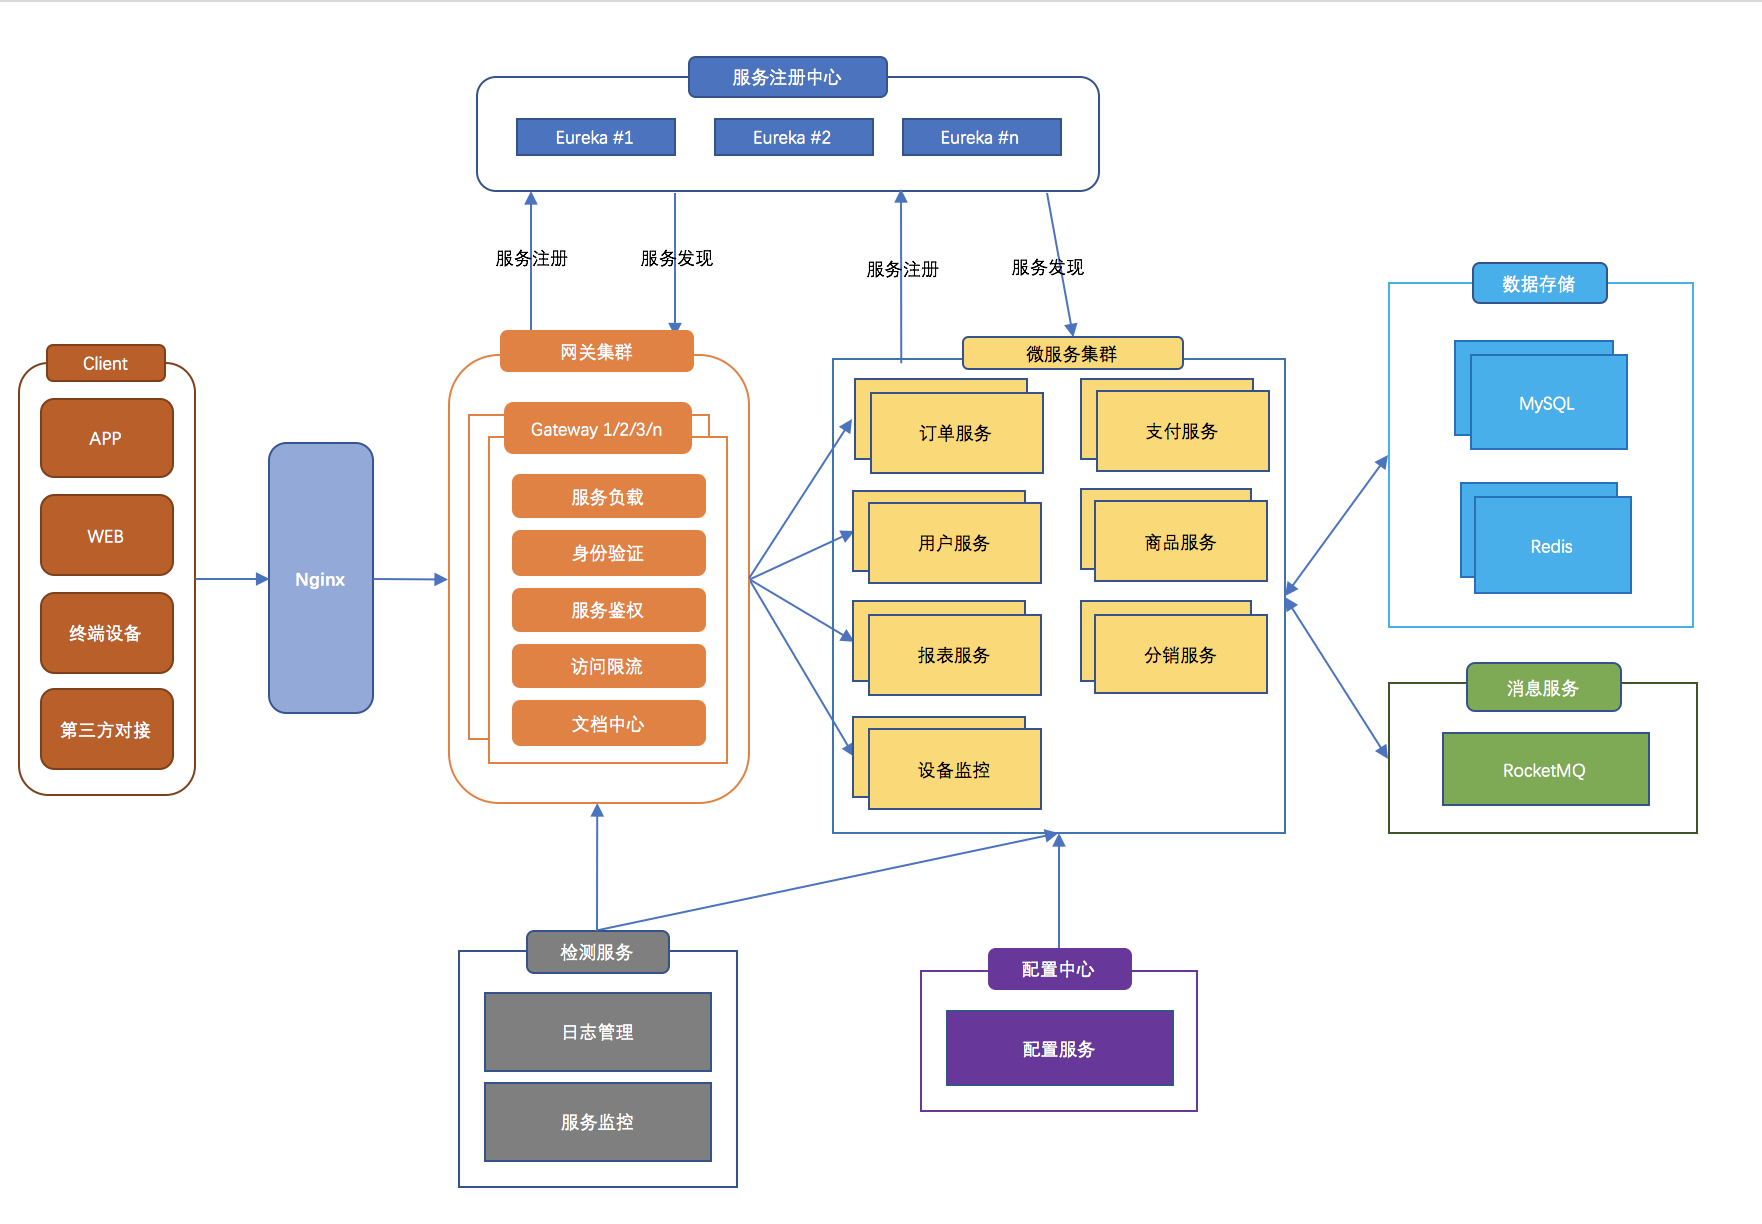 服务注册中心
Eureka #1
Eureka #2
Eureka #n
服务注册
服务发现
服务注册
服务发现
Client
APP
WEB
终端设备
第三方对接
Nginx
网关集群
Gateway 1/2/3/n
服务负载
身份验证
服务鉴权
访问限流
文档中心
微服务集群
订单服务
支付服务
用户服务
商品服务
报表服务
分销服务
设备监控
数据存储
MySQL
Redis
消息服务
RocketMQ
检测服务
日志管理
服务监控
配置中心
配置服务